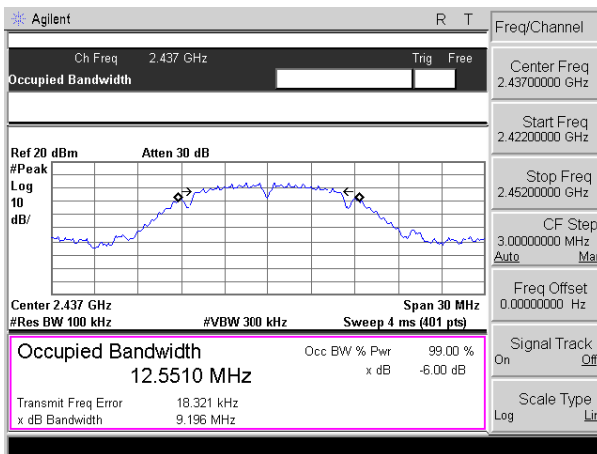 Agilent R T
Ch Freq 2.437 GHz Trig Free
Occupied Bandwidth
Ref 20 dBm Atten 30 dB
#Peak
Log
10
dB/
Center 2.437 GHz Span 30 MHz
#Res BW 100 kHz #VBW 300 kHz Sweep 4 ms (401 pts)
Occupied Bandwidth Occ BW % Pwr 99.00 %
12.5510 MHz x dB -6.00 dB
Transmit Freq Error 18.321 kHz
x dB Bandwidth 9.196 MHz
Freq/Channel
Center Freq
2.43700000 GHz
Start Freq
2.42200000 GHz
Stop Freq
2.45200000 GHz
CF Step
3.00000000 MHz
Auto Ma
Freq Offset
0.00000000 Hz
Signal Track
On Off
Scale Type
Log Lin